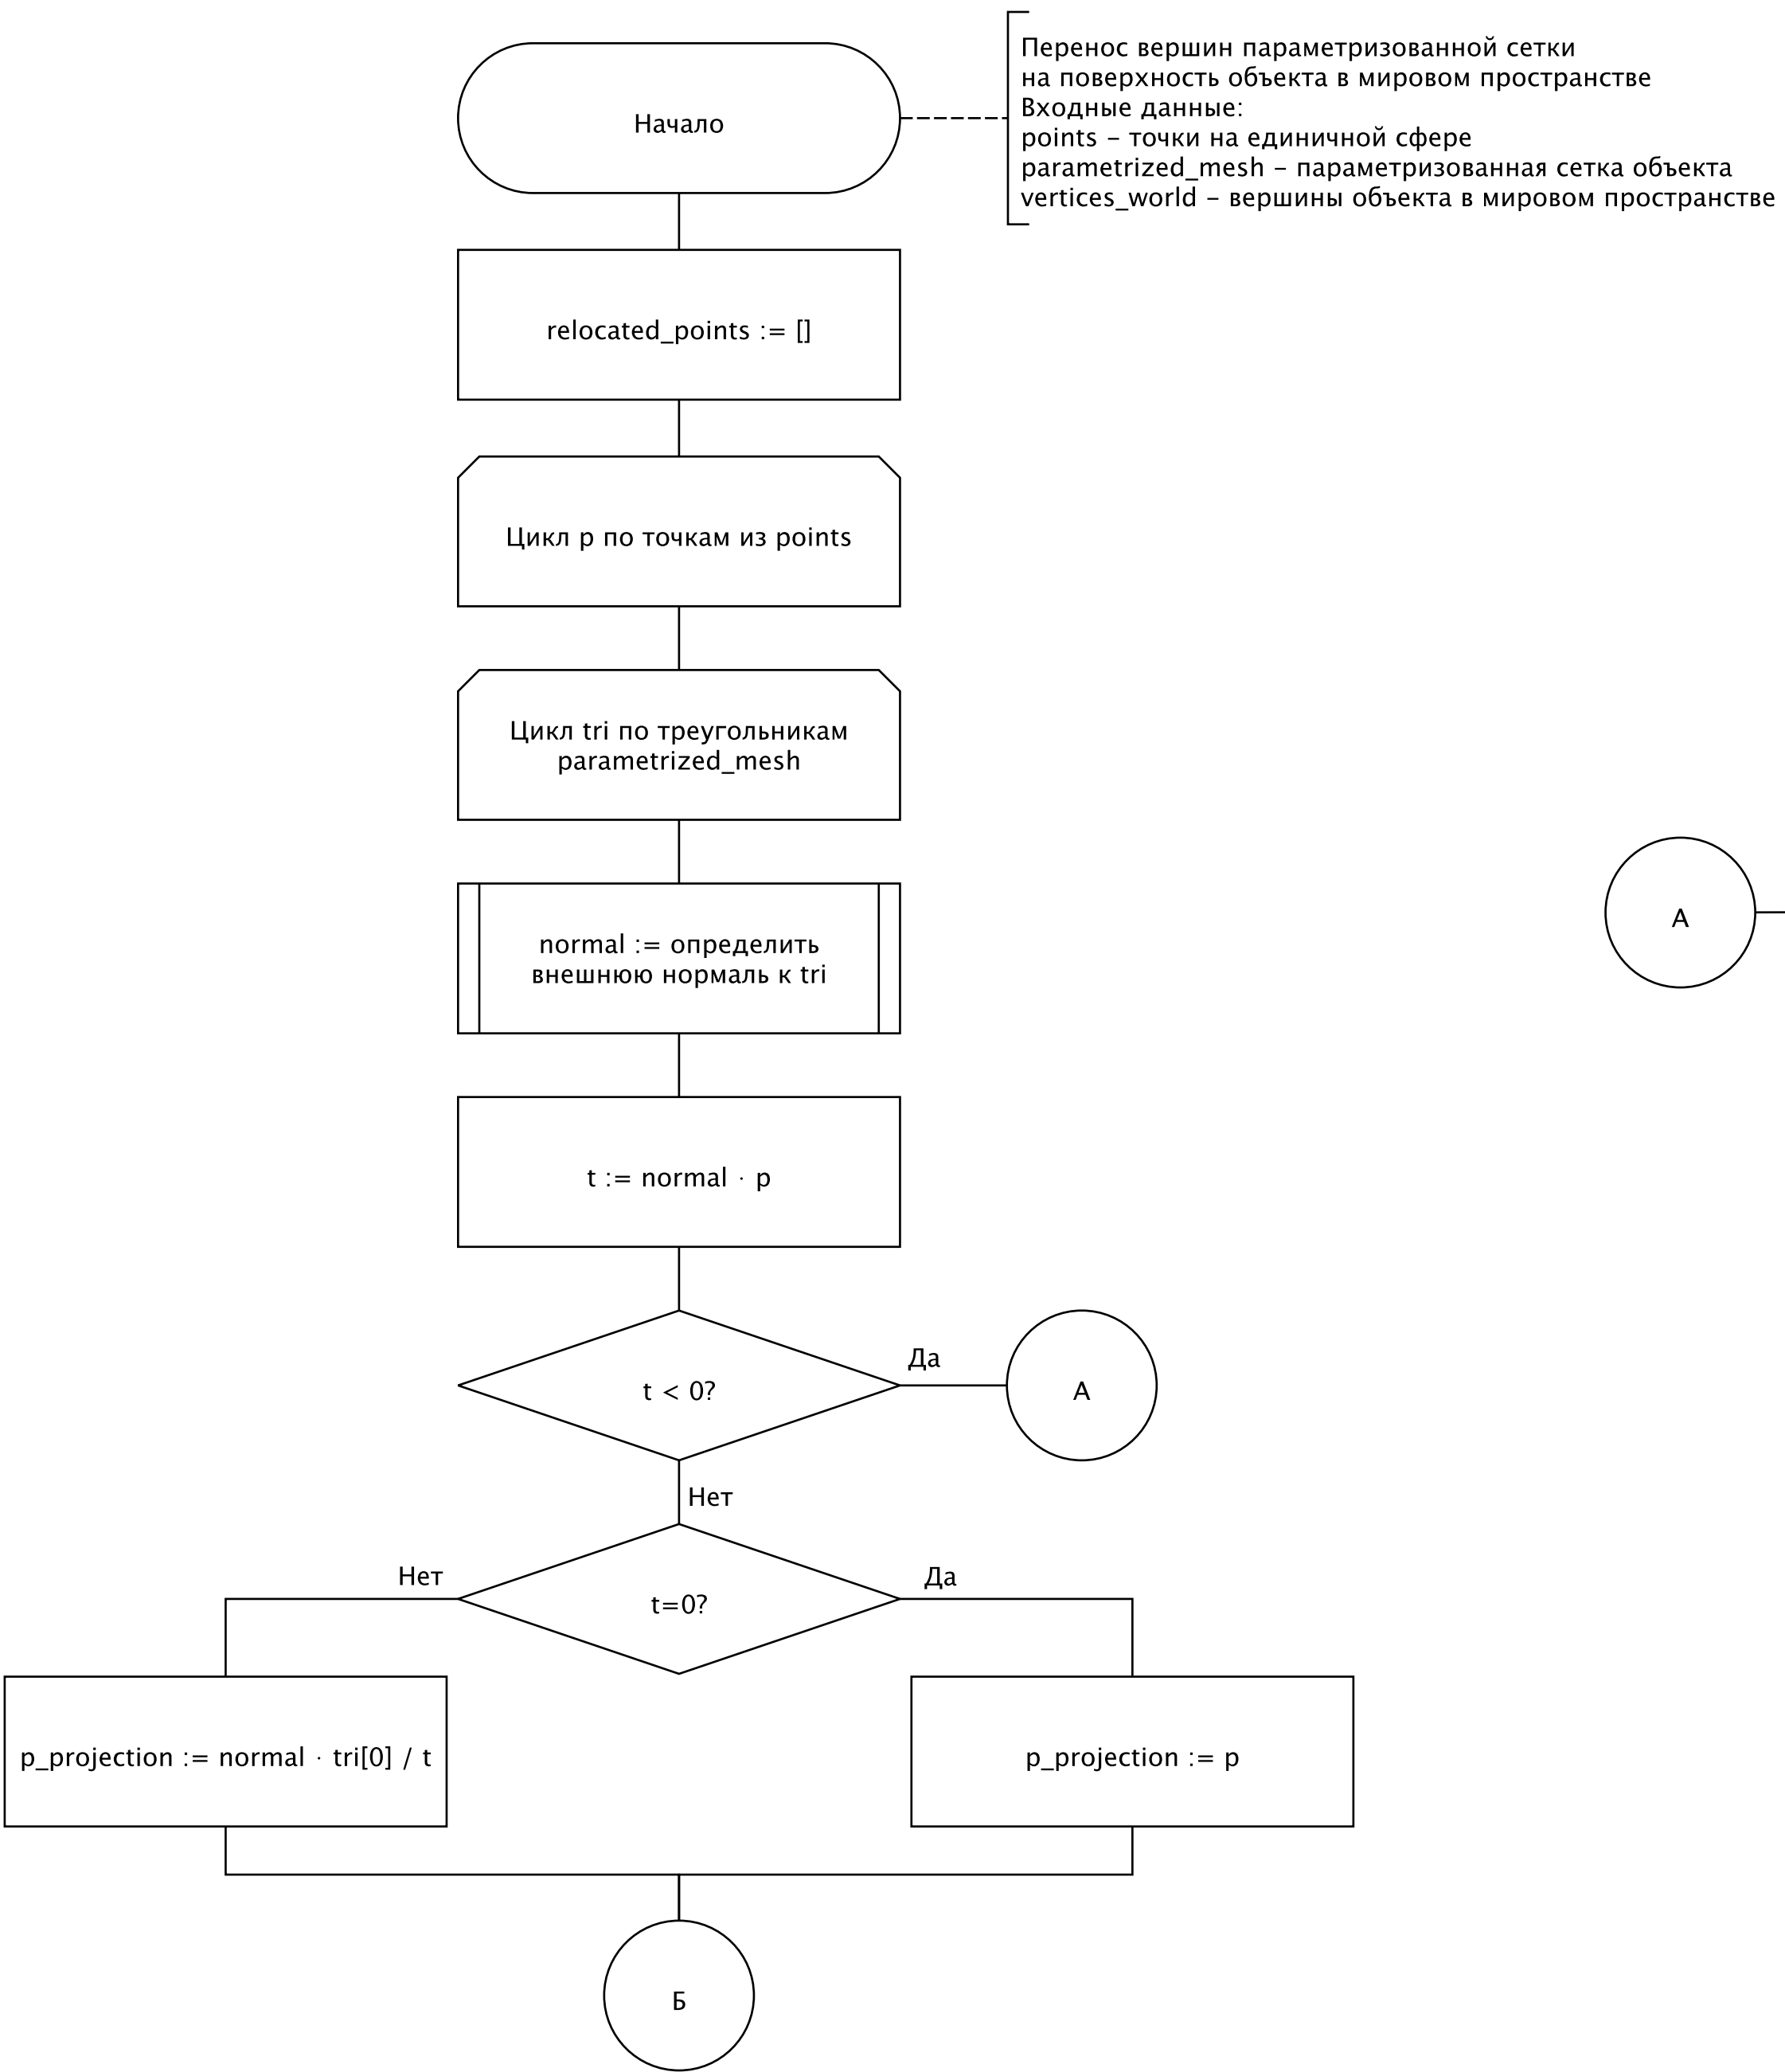 Начало
Перенос вершин параметризованной сетки
на поверхность объекта в мировом пространстве
Входные данные:
points – точки на единичной сфере
parametrized_mesh – параметризованная сетка объекта
vertices_world – вершины объекта в мировом пространстве
relocated_points := []
Цикл p по точкам из points
Цикл tri по треугольникам
parametrized_mesh
normal := определить
внешнюю нормаль к tri
A
t := normal · p
t < 0?
Да
A
Нет
t=0?
Нет
Да
p_projection := normal · tri[0] / t
p_projection := p
Б